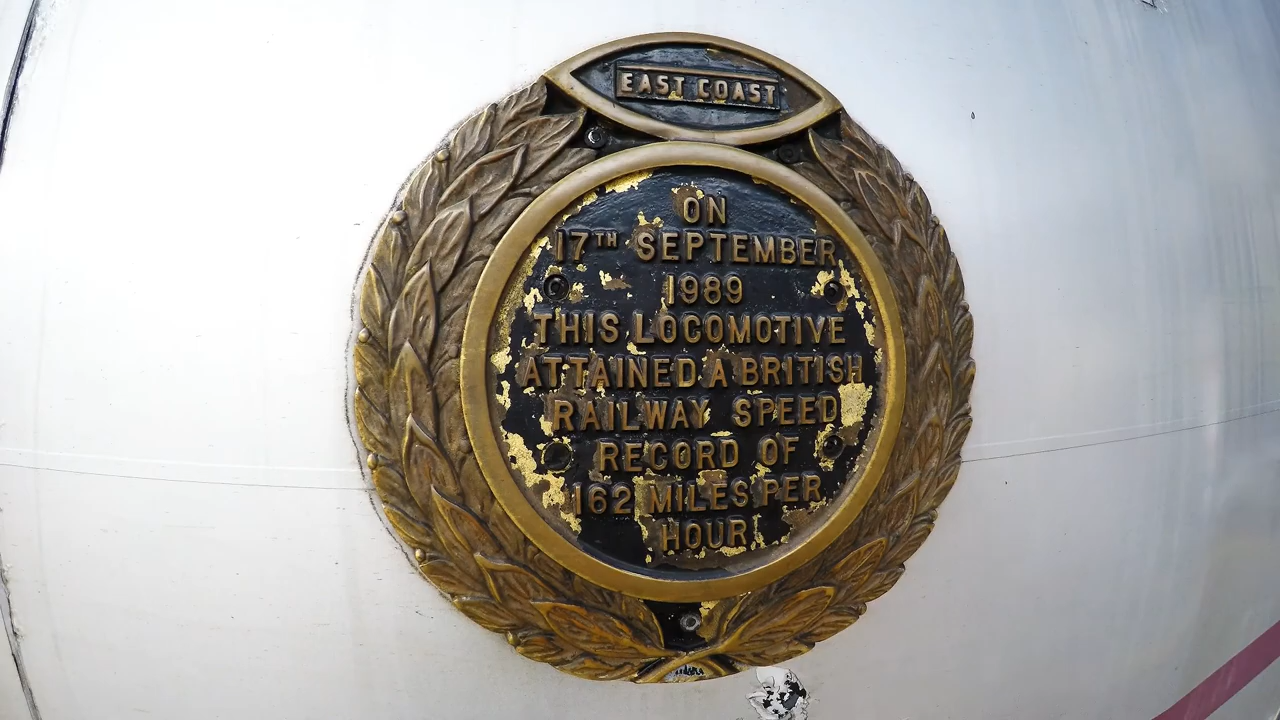 EAST COAST
ON
17TH SEPTEMBER
1989
THIS LOCOMOTIVE
ATTAINED A BRITISH
RAILWAY SPEED
RECORD OF
162 MILES PER
HOUR